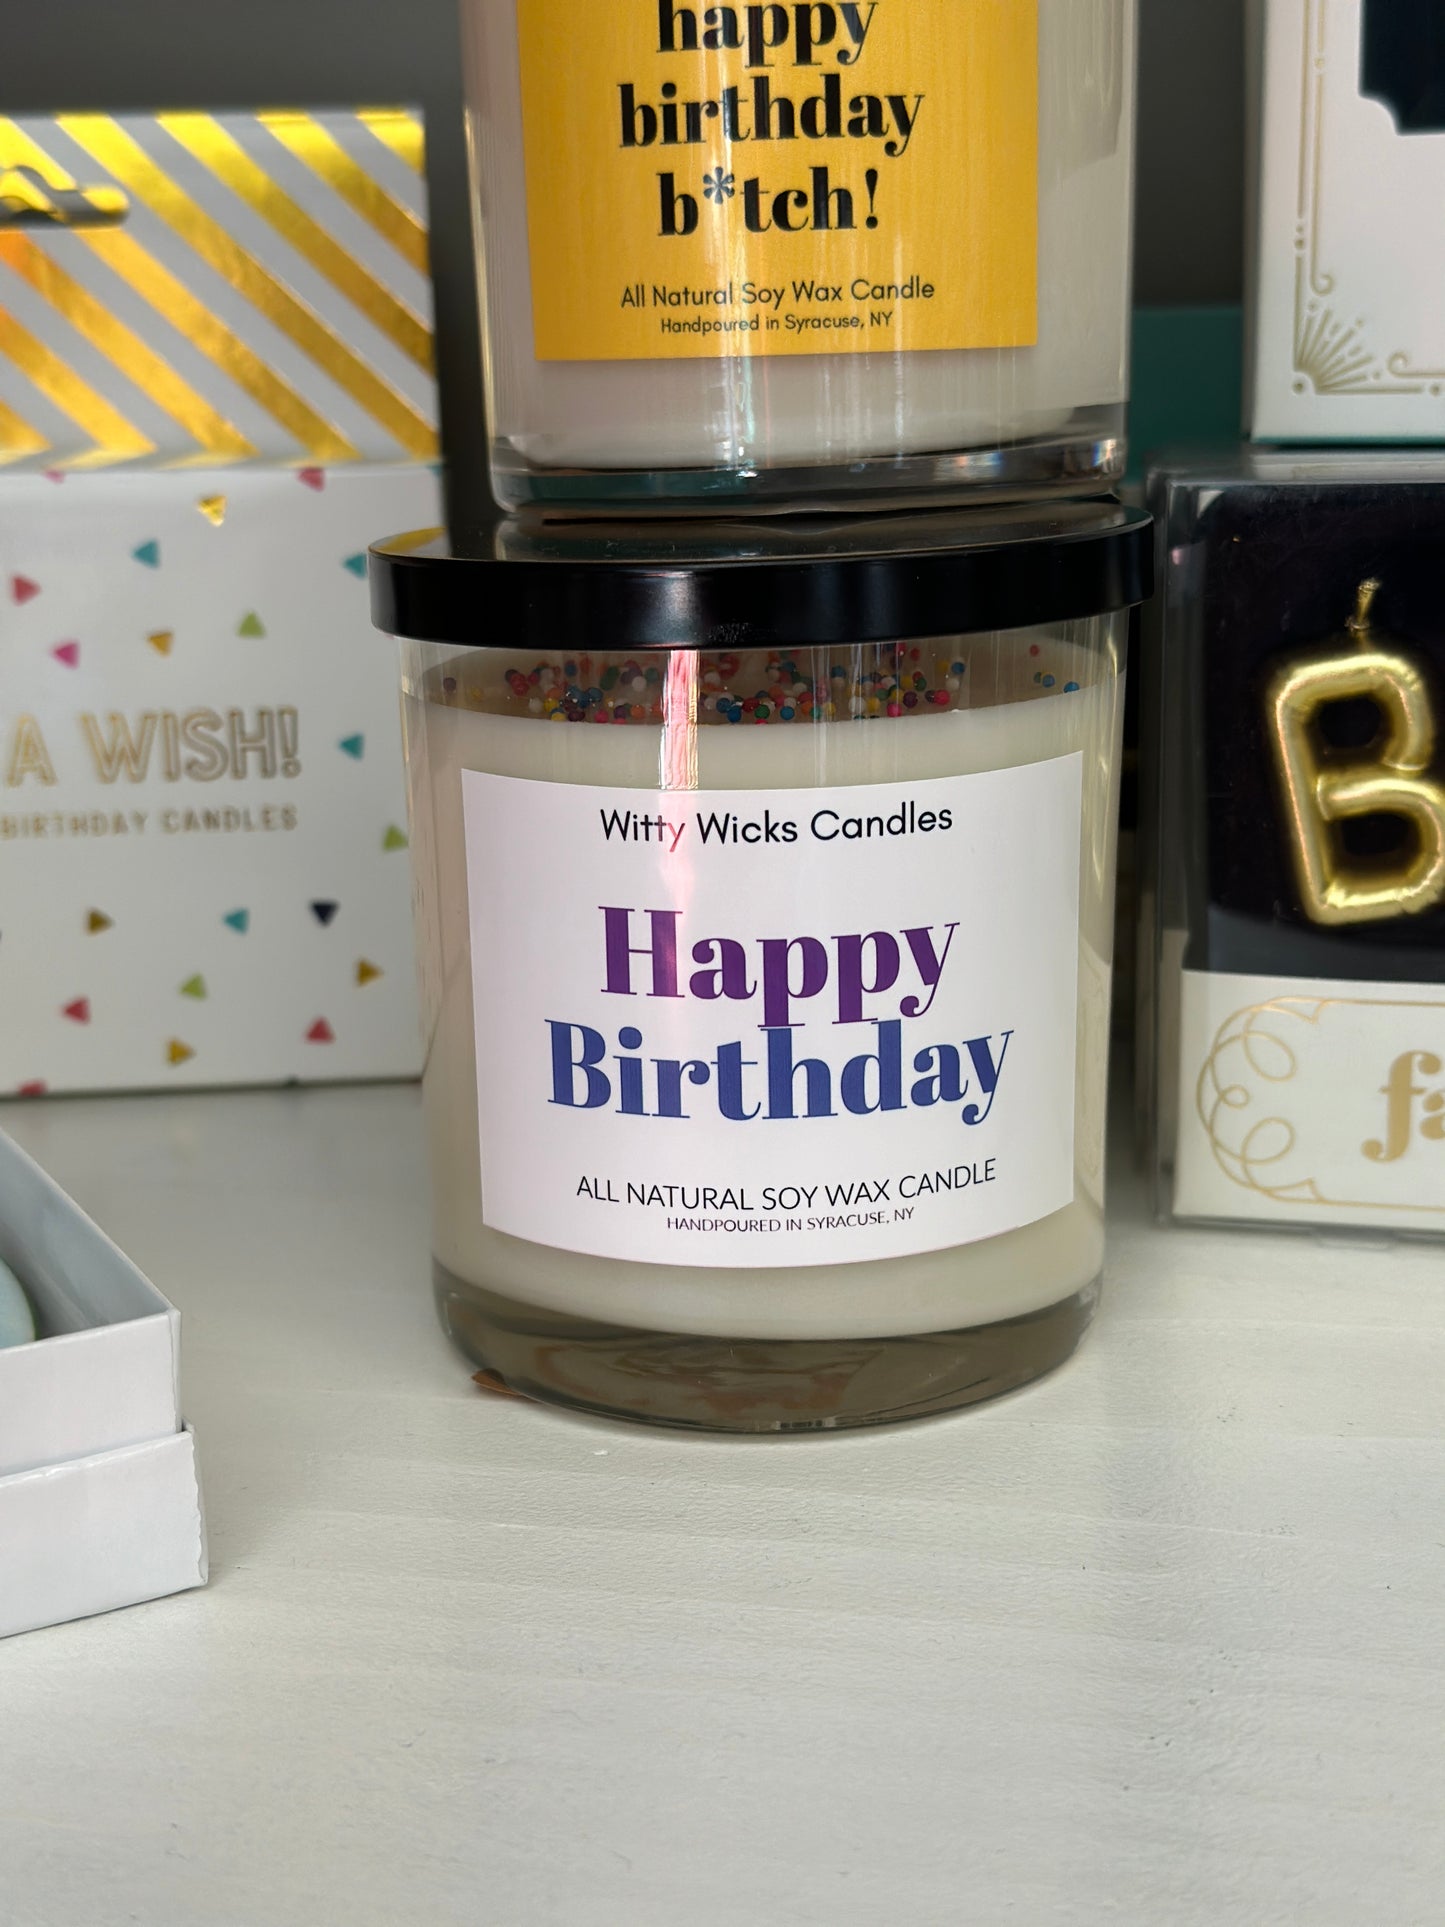 happy
birthday
b*tch!
All Natural Soy Wax Candle
Handpoured in Syracuse, NY
A WISH!
BIRTHDAY CANDLES
Witty Wicks Candles
Happy
Birthday
ALL NATURAL SOY WAX CANDLE
HANDPOURED IN SYRACUSE, NY
B